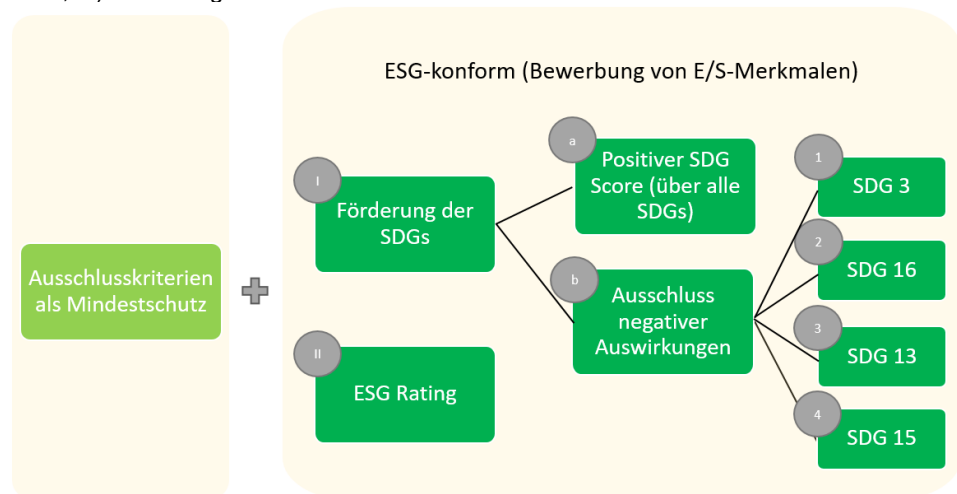 ESG-konform (Bewerbung von E/S-Merkmalen)
Ausschlusskriterien
als Mindestschutz
I
Förderung der
SDGs
II
ESG Rating
a
Positiver SDG
Score (über alle
SDGs)
b
Ausschluss
negativer
Auswirkungen
1
SDG 3
2
SDG 16
3
SDG 13
4
SDG 15